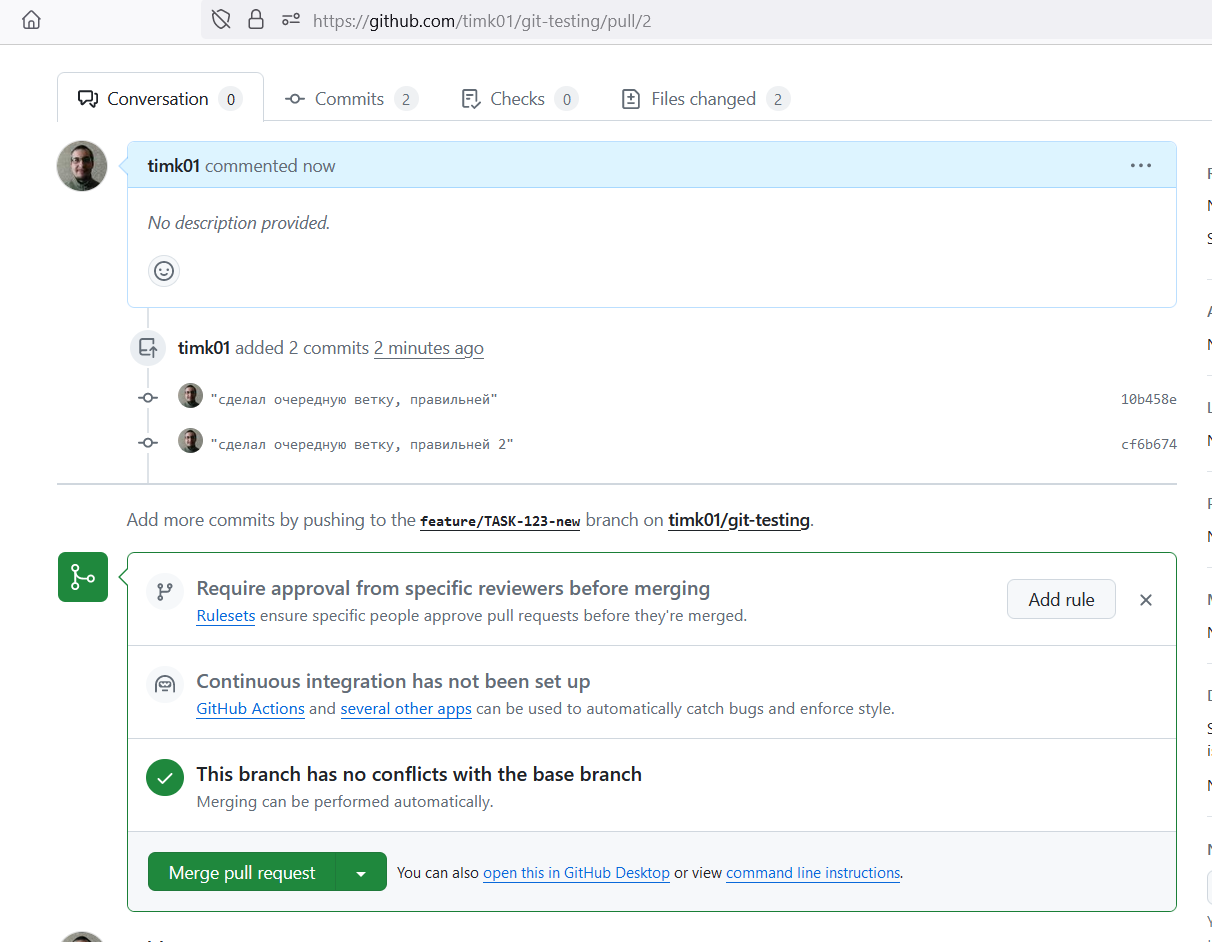 https://github.com/timk01/git-testing/pull/2
Conversation 0 Commits 2 Checks 0 Files changed 2
timk01 commented now
No description provided.
timk01 added 2 commits 2 minutes ago
"сделал очередную ветку, правильней" 10b458e
"сделал очередную ветку, правильней 2" cf6b674
Add more commits by pushing to the feature/TASK-123-new branch on timk01/git-testing.
Require approval from specific reviewers before merging
Rulesets ensure specific people approve pull requests before they're merged.
Add rule
Continuous integration has not been set up
GitHub Actions and several other apps can be used to automatically catch bugs and enforce style.
This branch has no conflicts with the base branch
Merging can be performed automatically.
Merge pull request You can also open this in GitHub Desktop or view command line instructions.